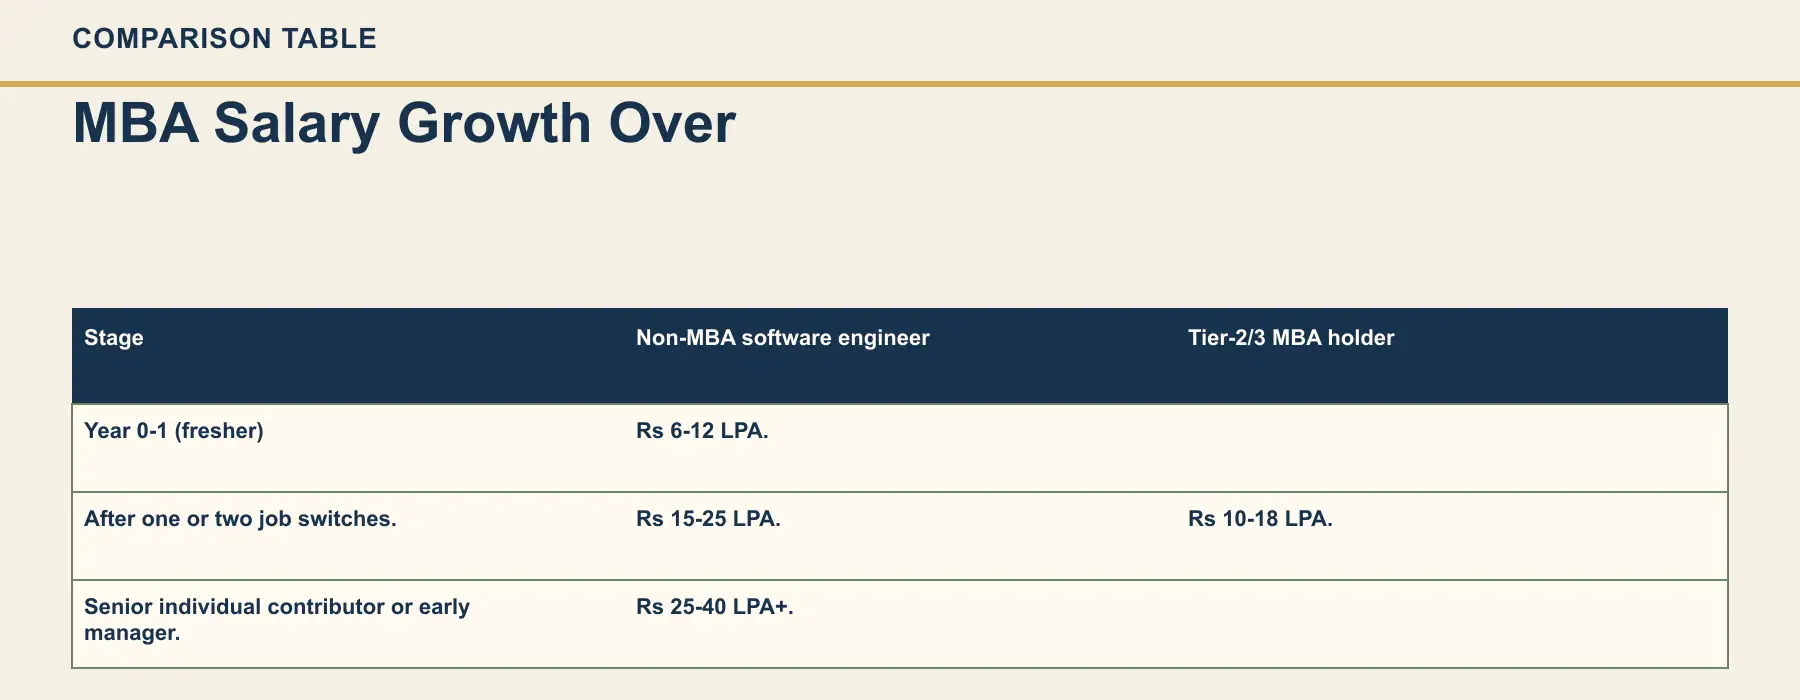 COMPARISON TABLE
MBA Salary Growth Over
Stage Non-MBA software engineer Tier-2/3 MBA holder
Year 0-1 (fresher) Rs 6-12 LPA.
After one or two job switches. Rs 15-25 LPA. Rs 10-18 LPA.
Senior individual contributor or early Rs 25-40 LPA+.
manager.